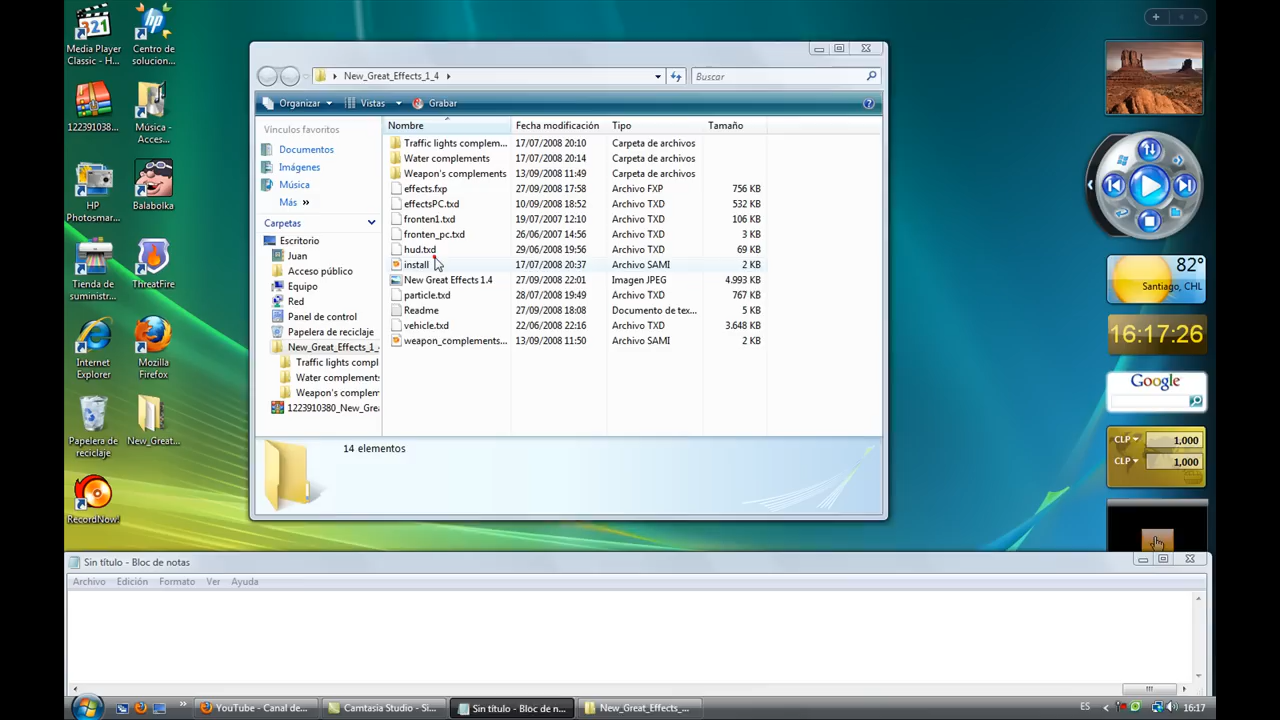 Media Player Classic - H...
Centro de solucion...
122391038...
Música - Acces...
HP Photosmar...
Balabolka
Tienda de suministr...
ThreatFire
Internet Explorer
Mozilla Firefox
Papelera de reciclaje
New_Great...
RecordNow!
New_Great_Effects_1_4
Buscar
Organizar
Vistas
Grabar
Vínculos favoritos
Documentos
Imágenes
Música
Más »
Carpetas
Escritorio
Juan
Acceso público
Equipo
Red
Panel de control
Papelera de reciclaje
New_Great_Effects_1_
Traffic lights compl
Water complements
Weapon's complem
1223910380_New_Grea
Nombre Fecha modificación Tipo Tamaño
Traffic lights complem... 17/07/2008 20:10 Carpeta de archivos
Water complements 17/07/2008 20:14 Carpeta de archivos
Weapon's complements 13/09/2008 11:49 Carpeta de archivos
effects.fxp 27/09/2008 17:58 Archivo FXP 756 KB
effectsPC.txd 10/09/2008 18:52 Archivo TXD 532 KB
fronten1.txd 19/07/2007 12:10 Archivo TXD 106 KB
fronten_pc.txd 26/06/2007 14:56 Archivo TXD 3 KB
hud.txd 29/06/2008 19:56 Archivo TXD 69 KB
install 17/07/2008 20:37 Archivo SAMI 2 KB
New Great Effects 1.4 27/09/2008 22:01 Imagen JPEG 4.993 KB
particle.txd 28/07/2008 19:49 Archivo TXD 767 KB
Readme 27/09/2008 18:08 Documento de tex... 5 KB
vehicle.txd 22/06/2008 22:16 Archivo TXD 3.648 KB
weapon_complements... 13/09/2008 11:50 Archivo SAMI 2 KB
14 elementos
82°
Santiago, CHL
16:17:26
Google
CLP 1,000
CLP 1,000
Sin título - Bloc de notas
Archivo Edición Formato Ver Ayuda
YouTube - Canal de...
Camtasia Studio - Si...
Sin título - Bloc de n...
New_Great_Effects_...
ES
16:17